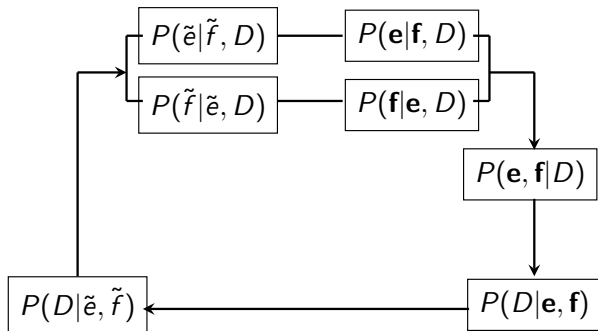 P(ẽ|f̃, D) P(𝐞|𝐟, D)
P(f̃|ẽ, D) P(𝐟|𝐞, D)
P(𝐞, 𝐟|D)
P(D|ẽ, f̃) P(D|𝐞, 𝐟)